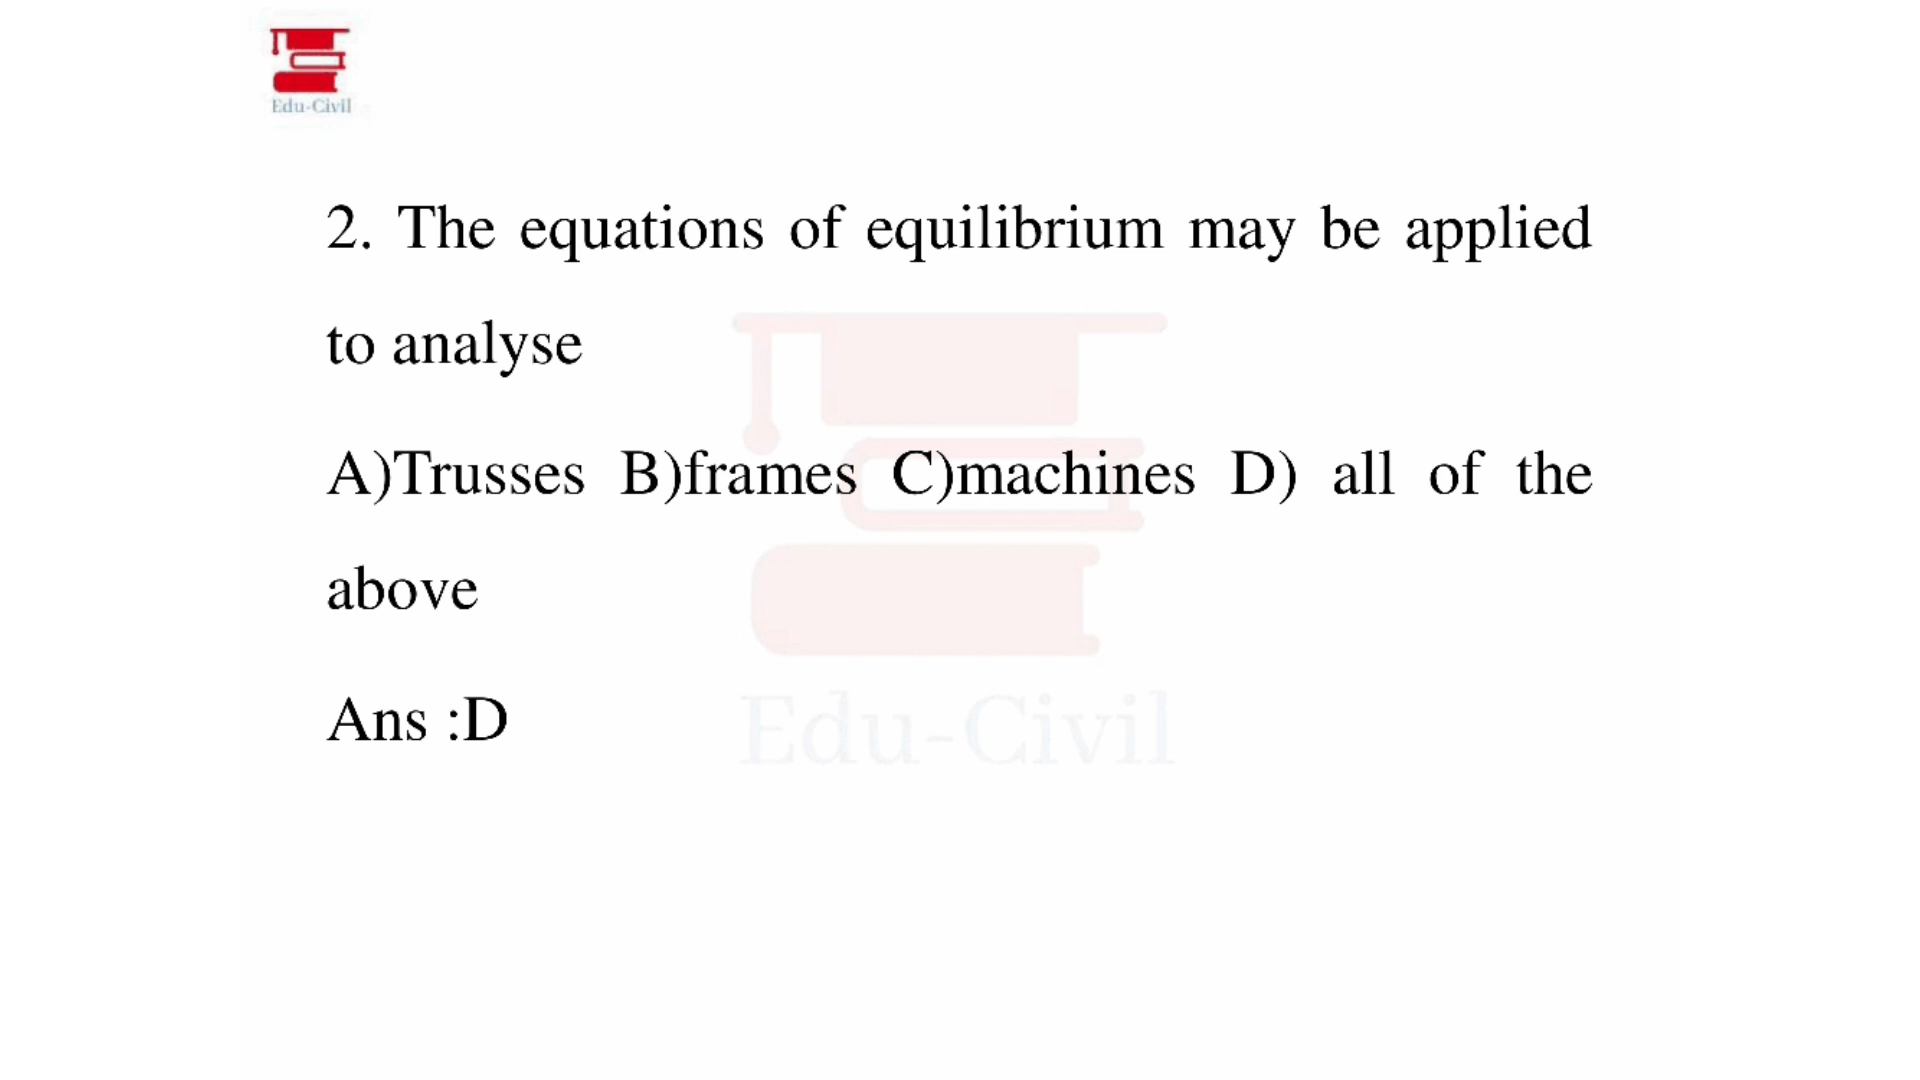 Edu-Civil
2. The equations of equilibrium may be applied
to analyse
A)Trusses B)frames C)machines D) all of the
above
Ans :D
Edu-Civil